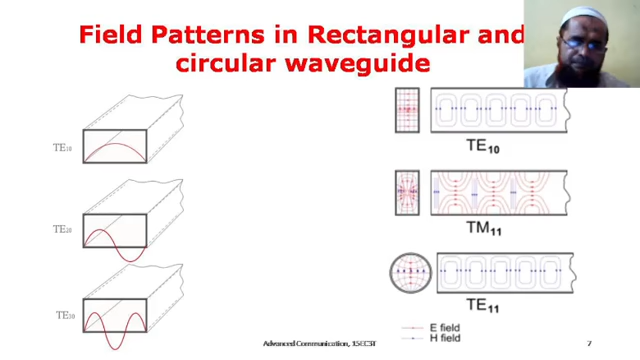 Field Patterns in Rectangular and
circular waveguide
TE10
TE20
TE30
TE10
TM11
TE11
E field
H field
Advanced Communication, 15ECST
7